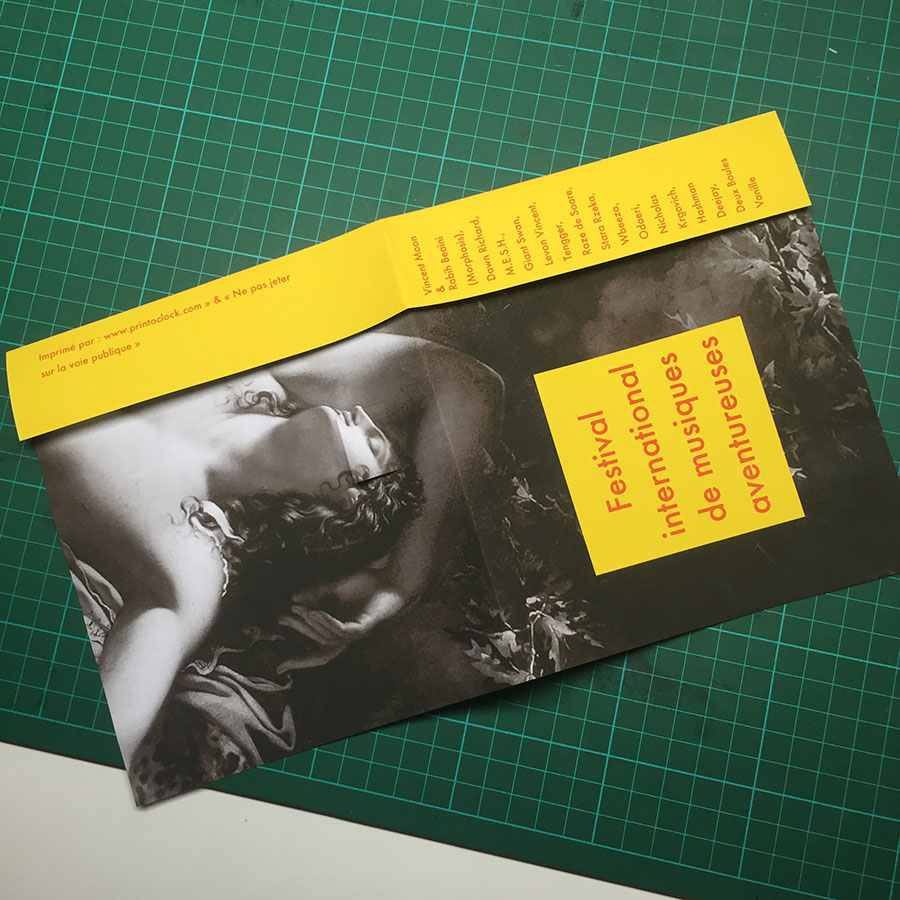 Imprimé par : www.printoclock.com » & « Ne pas jeter
sur la voie publique »
Vincent Moon
&
Rabih Beaini
(Morphosis),
Dawn Richard,
M.E.S.H.,
Giant Swan,
Levon Vincent,
Tengger,
Raze de Soare,
Stara Rzeka,
Wbeeza,
Odaeri,
Nicholas
Krgovich,
Hashman
Deejay,
Deux Boules
Vanille
Festival
international
de musiques
aventureuses